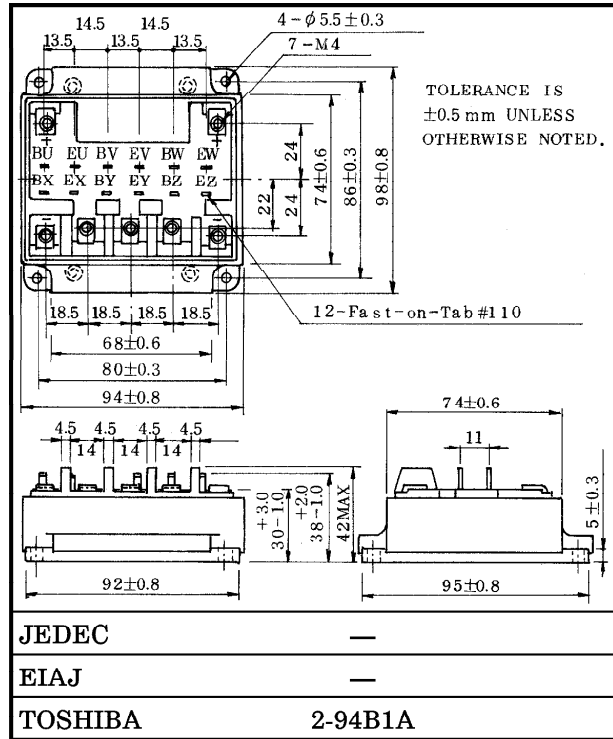 14.5 14.5
13.5 13.5 13.5
4-φ5.5±0.3
7-M4
TOLERANCE IS
±0.5 mm UNLESS
OTHERWISE NOTED.
+ +
BU EU BV EV BW EW
BX EX BY EY BZ EZ
- -
24
22
24
74±0.6
86±0.3
98±0.8
18.5 18.5 18.5 18.5
12-Fast-on-Tab #110
68±0.6
80±0.3
94±0.8
4.5 4.5 4.5 4.5
14 14 14
+3.0
30-1.0
+2.0
38-1.0
42MAX
92±0.8
74±0.6
11
5±0.3
95±0.8
JEDEC —
EIAJ —
TOSHIBA 2-94B1A